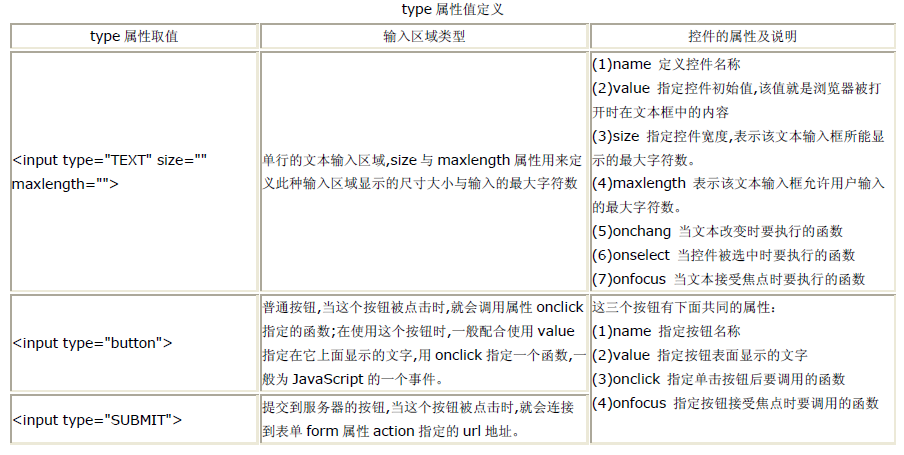 type 属性值定义
type 属性取值
输入区域类型
控件的属性及说明
<input type="TEXT" size=""
maxlength="">
单行的文本输入区域,size 与 maxlength 属性用来定
义此种输入区域显示的尺寸大小与输入的最大字符数
(1)name 定义控件名称
(2)value 指定控件初始值,该值就是浏览器被打
开时在文本框中的内容
(3)size 指定控件宽度,表示该文本输入框所能显
示的最大字符数。
(4)maxlength 表示该文本输入框允许用户输入
的最大字符数。
(5)onchang 当文本改变时要执行的函数
(6)onselect 当控件被选中时要执行的函数
(7)onfocus 当文本接受焦点时要执行的函数
<input type="button">
普通按钮,当这个按钮被点击时,就会调用属性 onclick
指定的函数;在使用这个按钮时,一般配合使用 value
指定在它上面显示的文字,用 onclick 指定一个函数,一
般为 JavaScript 的一个事件。
这三个按钮有下面共同的属性：
(1)name 指定按钮名称
(2)value 指定按钮表面显示的文字
(3)onclick 指定单击按钮后要调用的函数
(4)onfocus 指定按钮接受焦点时要调用的函数
<input type="SUBMIT">
提交到服务器的按钮,当这个按钮被点击时,就会连接
到表单 form 属性 action 指定的 url 地址。